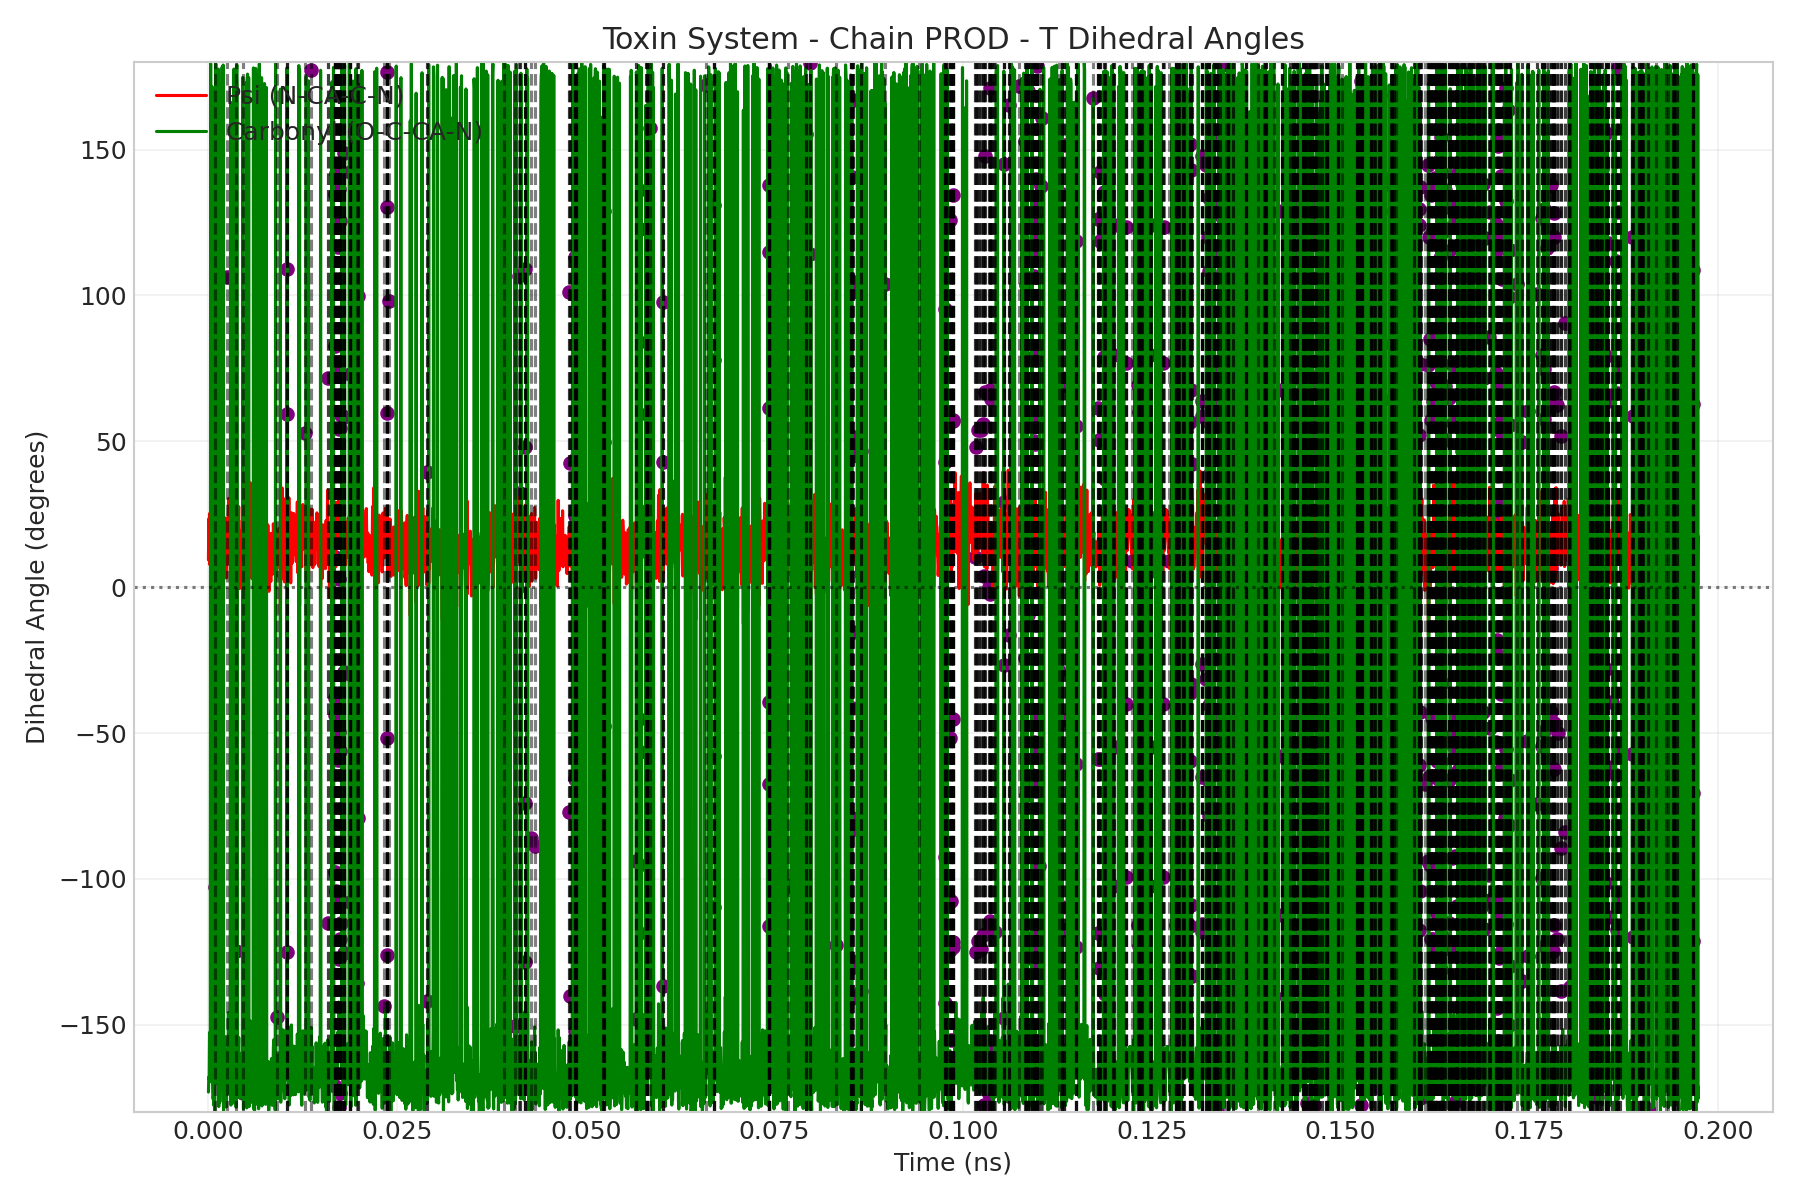 Toxin System - Chain PROD - T Dihedral Angles
Psi (N-CA-C-N)
Carbonyl (O-C-CA-N)
150
100
50
0
−50
−100
−150
Dihedral Angle (degrees)
0.000 0.025 0.050 0.075 0.100 0.125 0.150 0.175 0.200
Time (ns)